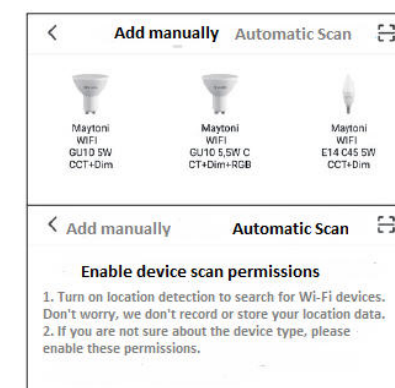 Add manually Automatic Scan
Maytoni
WIFI
GU10 5W
CCT+Dim
Maytoni
WIFI
GU10 5,5W C
CT+Dim+RGB
Maytoni
WIFI
E14 C45 5W
CCT+Dim
Add manually Automatic Scan
Enable device scan permissions
1. Turn on location detection to search for Wi-Fi devices.
Don't worry, we don't record or store your location data.
2. If you are not sure about the device type, please
enable these permissions.